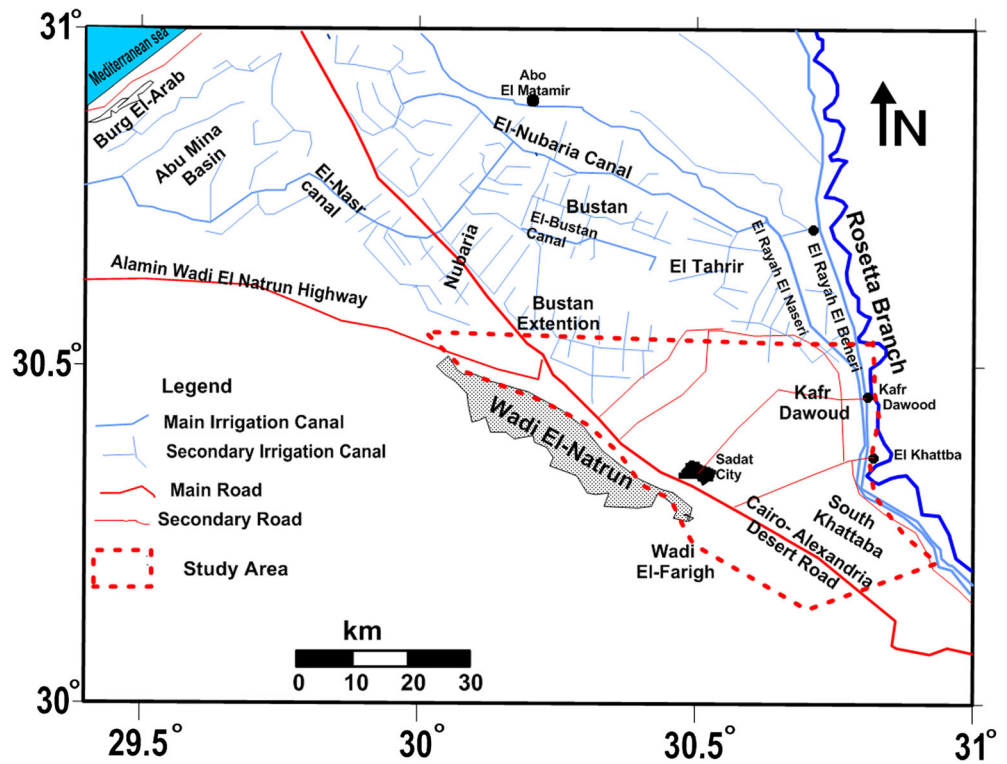 31°
Mediterranean sea
Burg El-Arab
Abu Mina
Basin
El-Nasr
canal
Abo
El Matamir
El-Nubaria Canal
N
Bustan
El-Bustan
Canal
El Tahrir
Nubaria
El Rayah El Naseri
El Rayah El Beheri
Rosetta Branch
Alamin Wadi El Natrun Highway
Bustan
Extention
30.5°
Legend
Main Irrigation Canal
Secondary Irrigation Canal
Main Road
Secondary Road
Study Area
Wadi El-Natrun
Kafr
Dawoud
Kafr
Dawood
El Khattba
Sadat
City
South
Khattaba
Cairo- Alexandria
Desert Road
Wadi
El-Farigh
km
0 10 20 30
30°
29.5° 30° 30.5° 31°